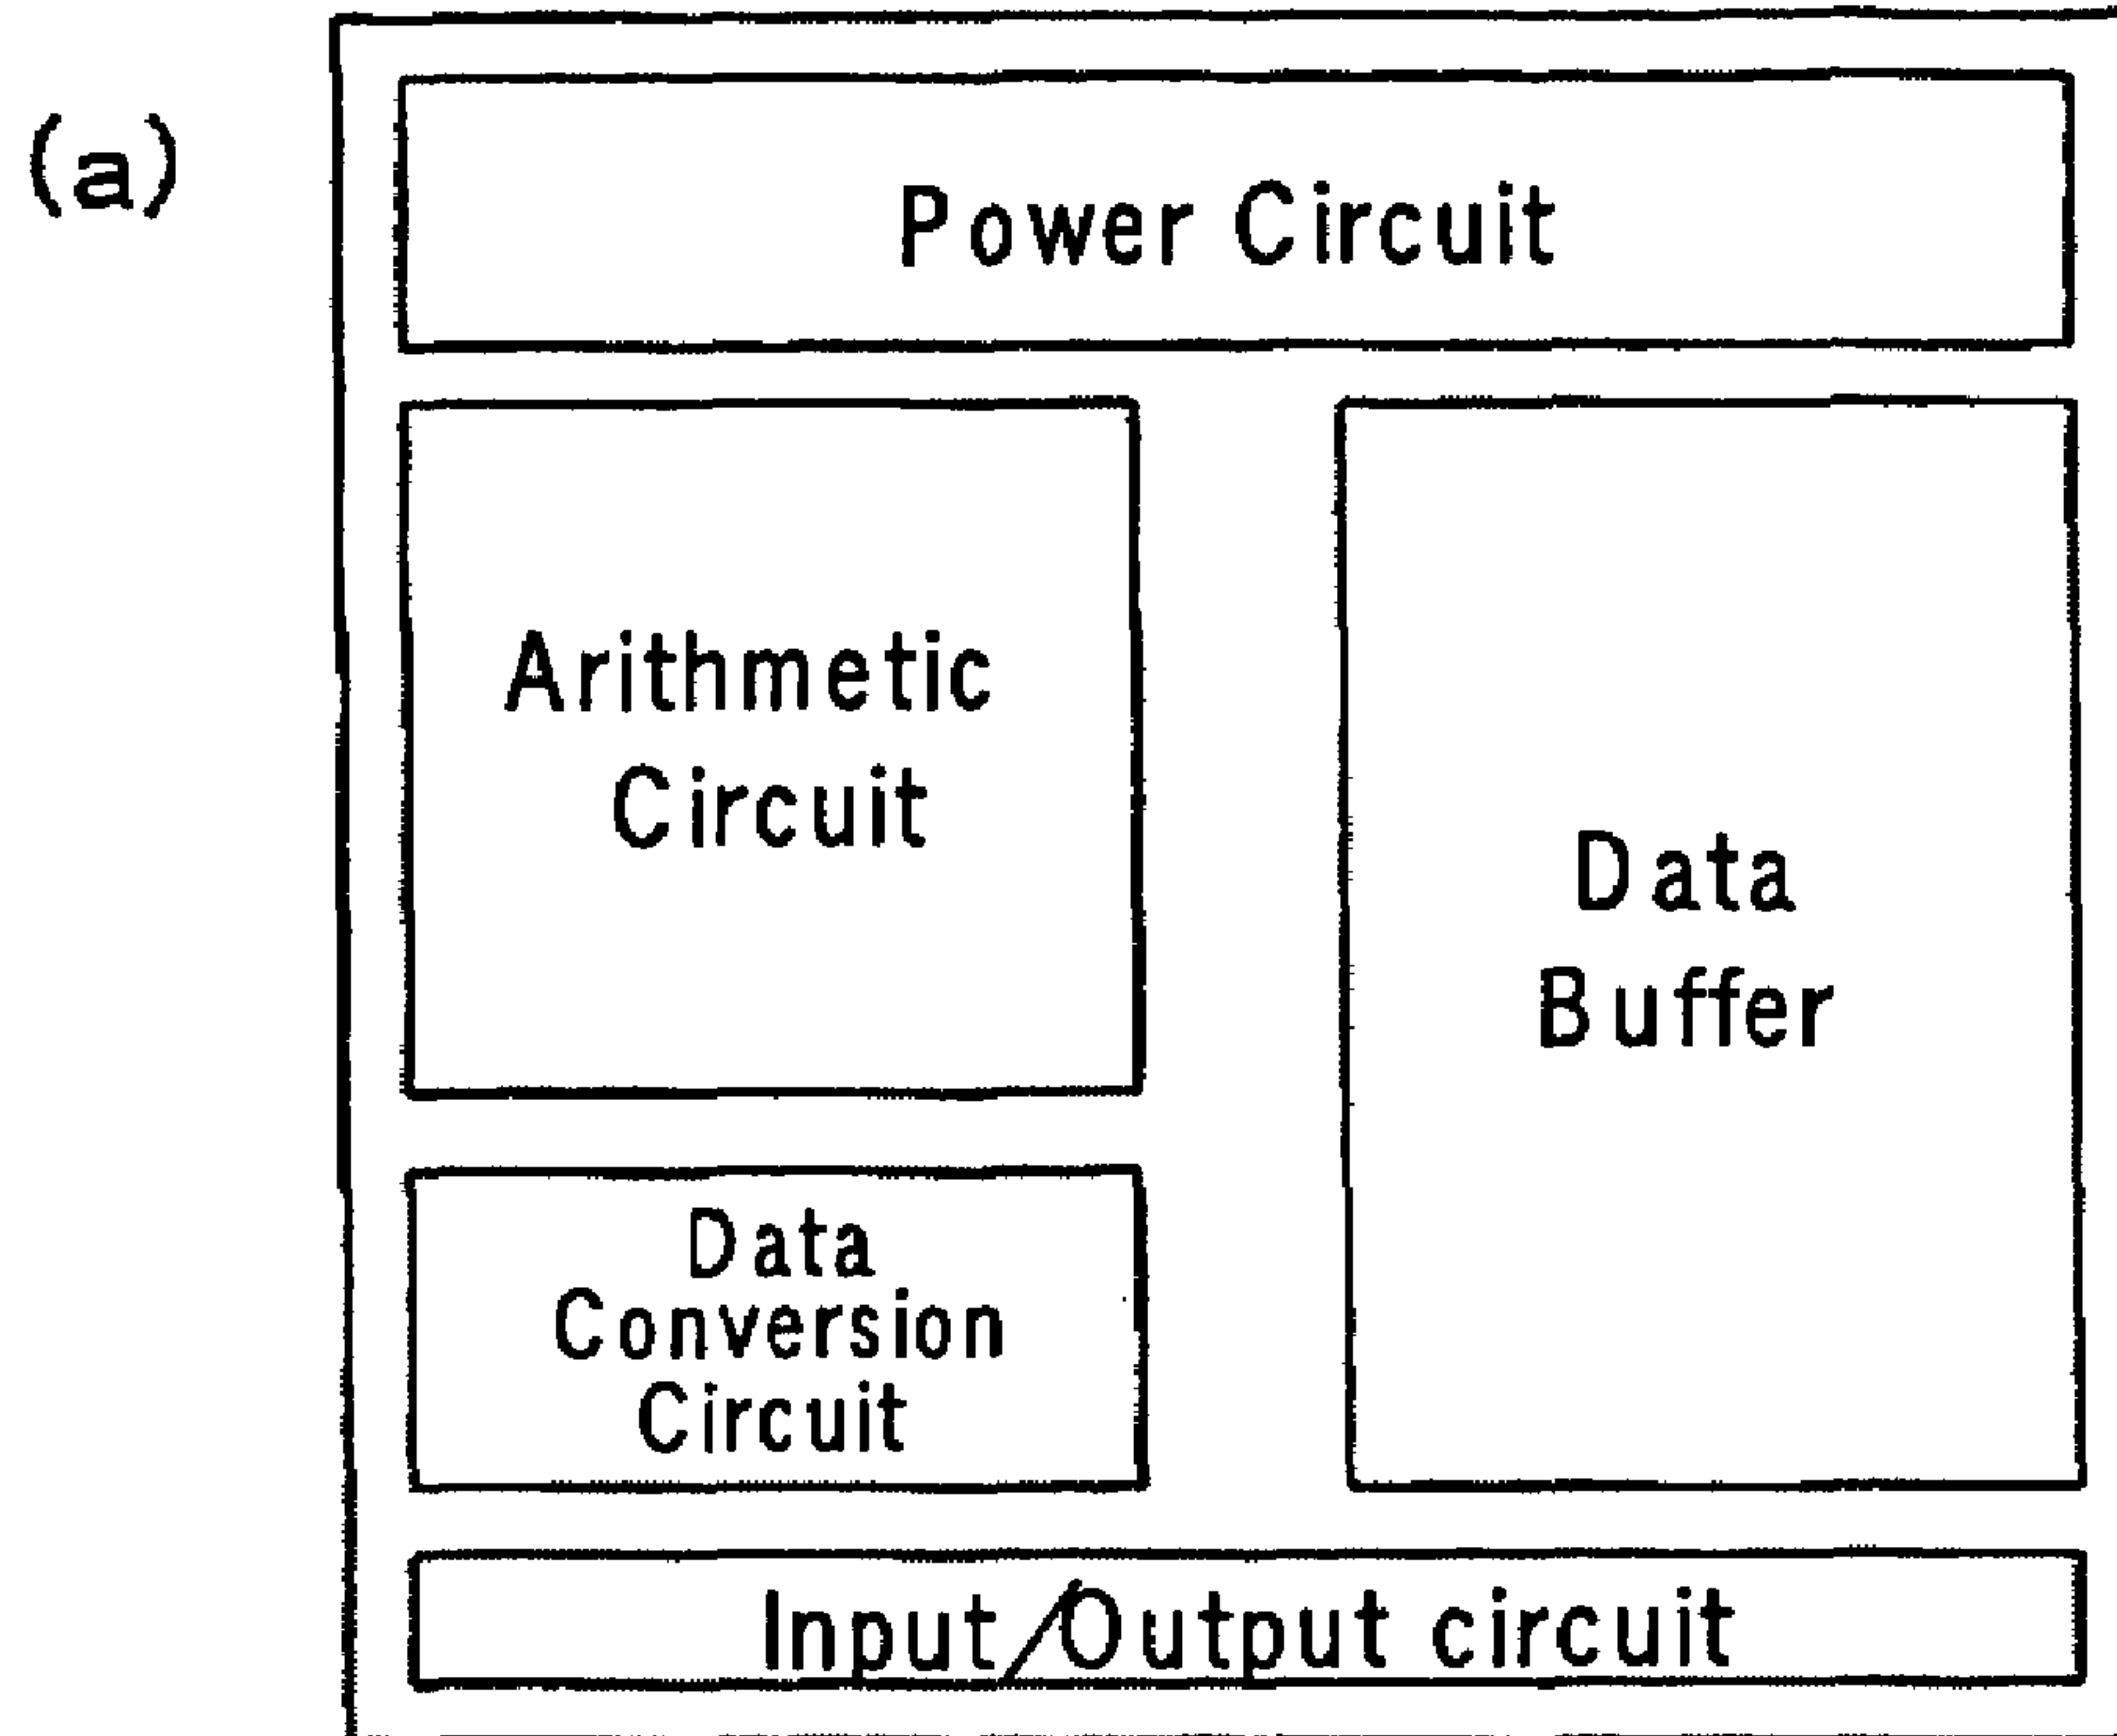 (a)
Power Circuit
Arithmetic
Circuit
Data
Buffer
Data
Conversion
Circuit
Input/Output circuit